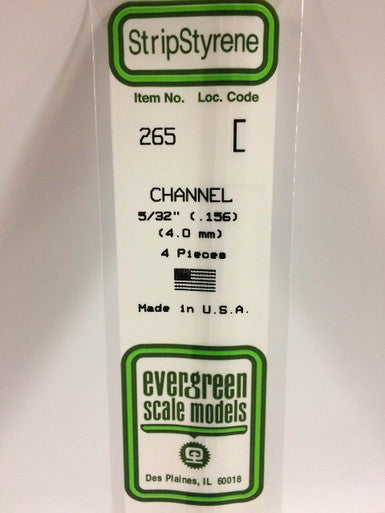 StripStyrene
Item No. Loc. Code
265 [
CHANNEL
5/32" (.156)
(4.0 mm)
4 Pieces
Made in U.S.A.
evergreen
scale models
Des Plaines, IL 60018